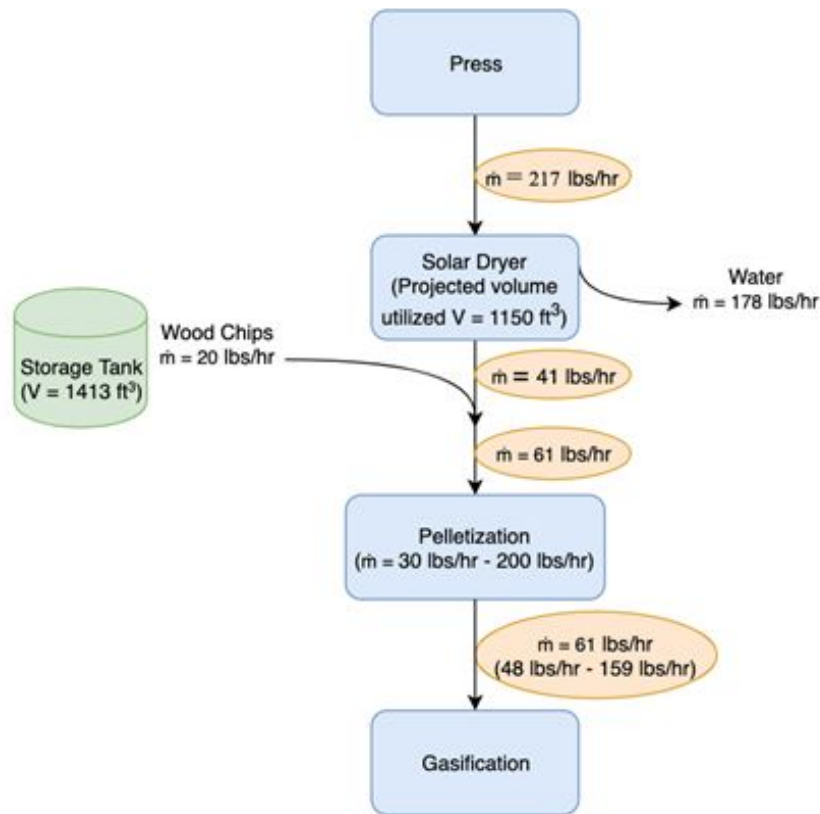 Press
ṁ = 217 lbs/hr
Solar Dryer
(Projected volume
utilized V = 1150 ft³)
Water
ṁ = 178 lbs/hr
Wood Chips
ṁ = 20 lbs/hr
Storage Tank
(V = 1413 ft³)
ṁ = 41 lbs/hr
ṁ = 61 lbs/hr
Pelletization
(ṁ = 30 lbs/hr - 200 lbs/hr)
ṁ = 61 lbs/hr
(48 lbs/hr - 159 lbs/hr)
Gasification